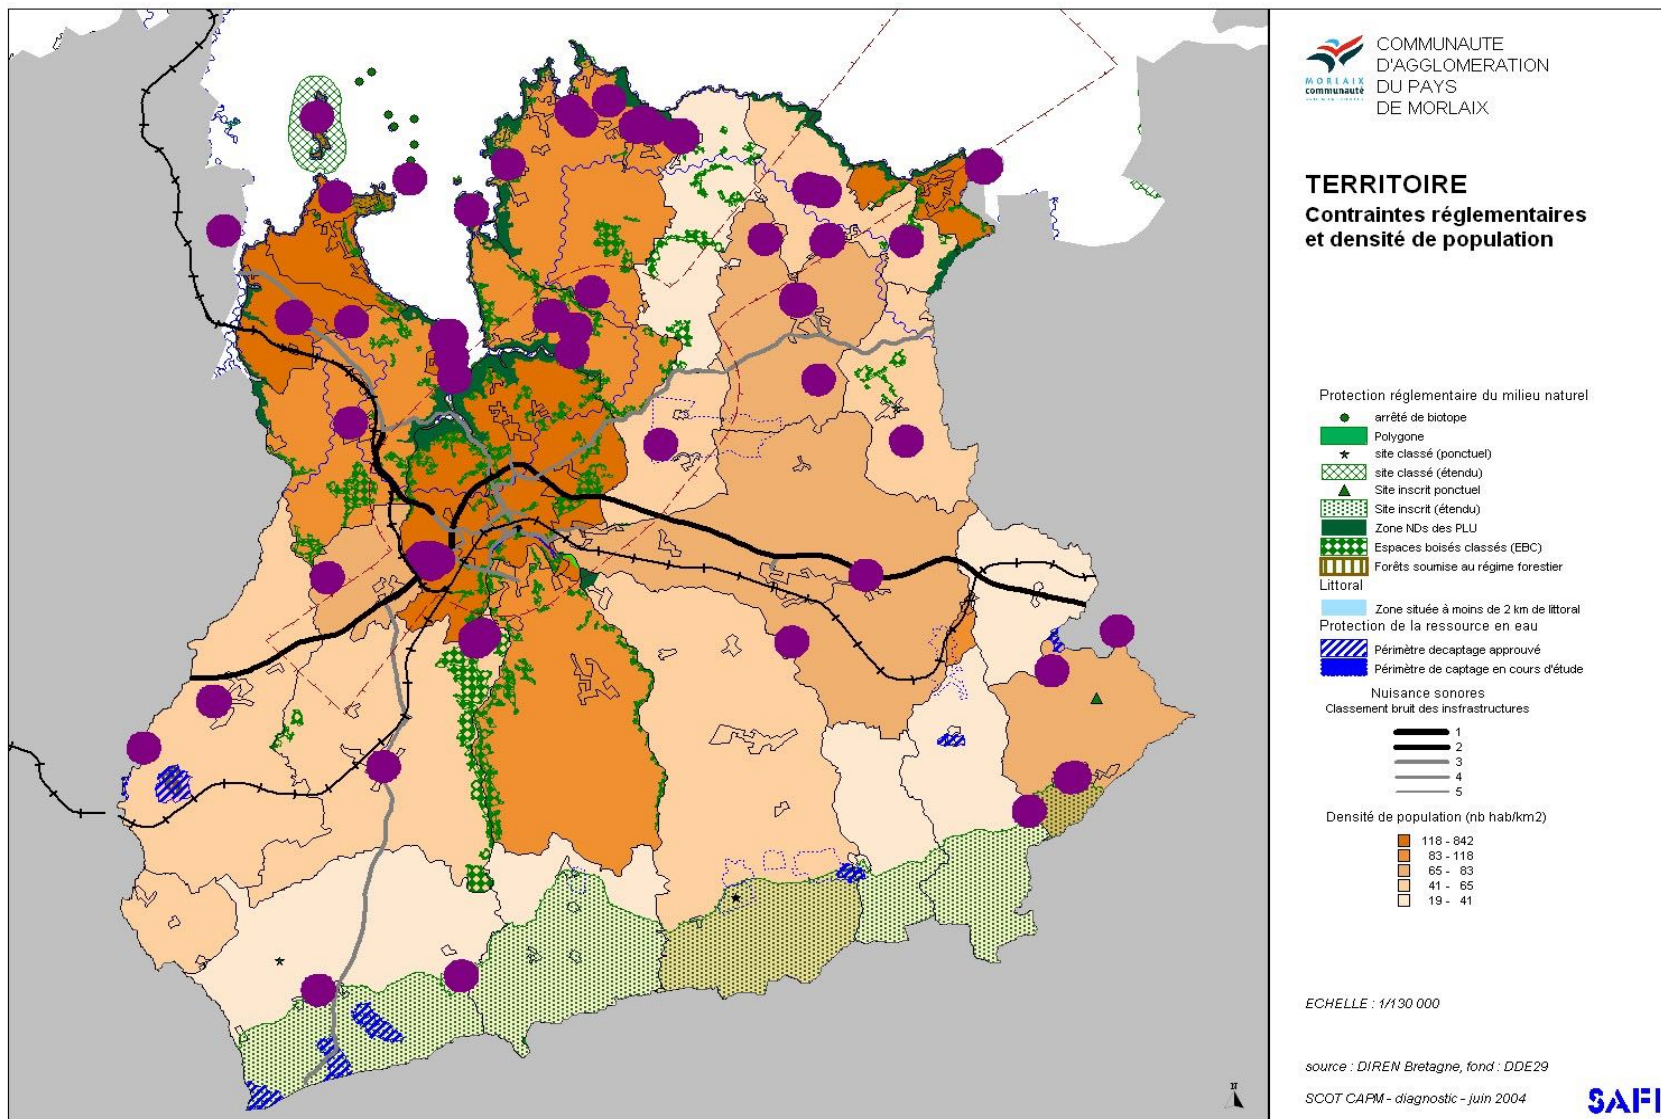 MORLAIX
communauté
COMMUNAUTE
D'AGGLOMERATION
DU PAYS
DE MORLAIX
TERRITOIRE
Contraintes réglementaires
et densité de population
Protection réglementaire du milieu naturel
arrêté de biotope
Polygone
site classé (ponctuel)
site classé (étendu)
Site inscrit ponctuel
Site inscrit (étendu)
Zone NDs des PLU
Espaces boisés classés (EBC)
Forêts soumise au régime forestier
Littoral
Zone située à moins de 2 km de littoral
Protection de la ressource en eau
Périmètre decaptage approuvé
Périmètre de captage en cours d'étude
Nuisance sonores
Classement bruit des insfrastructures
1
2
3
4
5
Densité de population (nb hab/km2)
118 - 842
83 - 118
65 - 83
41 - 65
19 - 41
ECHELLE : 1/130 000
source : DIREN Bretagne, fond : DDE29
SCOT CAPM - diagnostic - juin 2004
SAFI
N